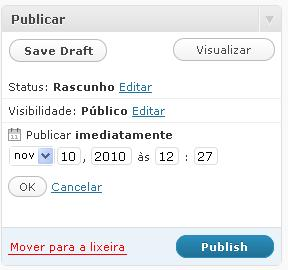 Publicar
Save Draft Visualizar
Status: Rascunho Editar
Visibilidade: Público Editar
Publicar imediatamente
nov 10, 2010 às 12 : 27
OK Cancelar
Mover para a lixeira Publish